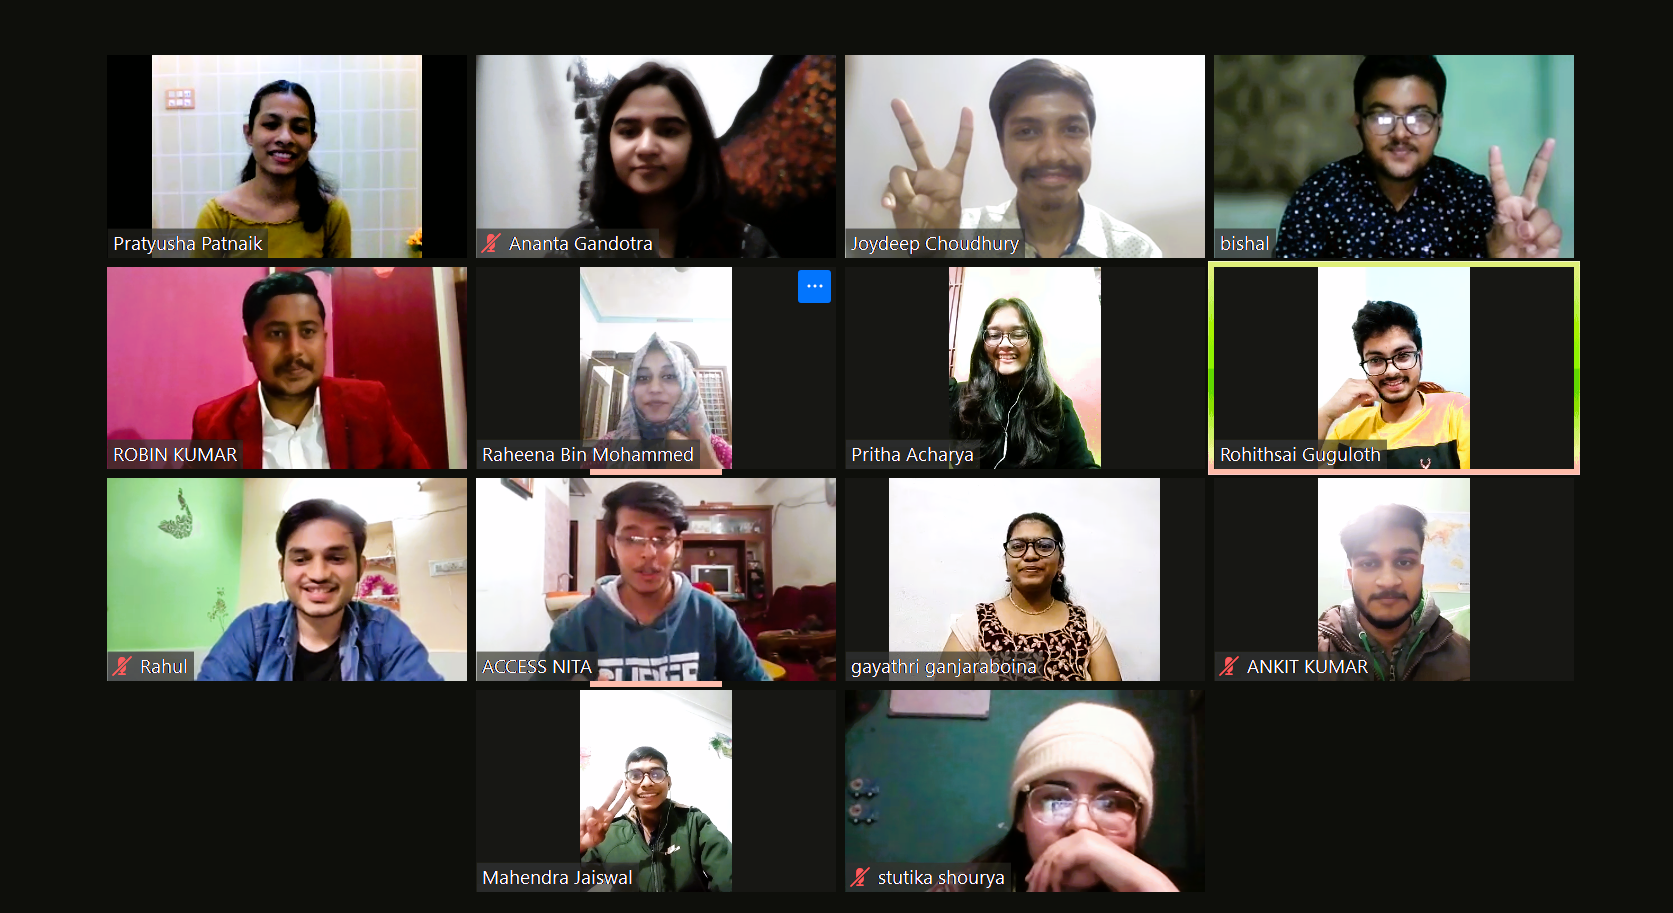 Pratyusha Patnaik
Ananta Gandotra
Joydeep Choudhury
bishal
ROBIN KUMAR
Raheena Bin Mohammed
Pritha Acharya
Rohithsai Guguloth
Rahul
ACCESS NITA
gayathri ganjaraboina
ANKIT KUMAR
Mahendra Jaiswal
stutika shourya